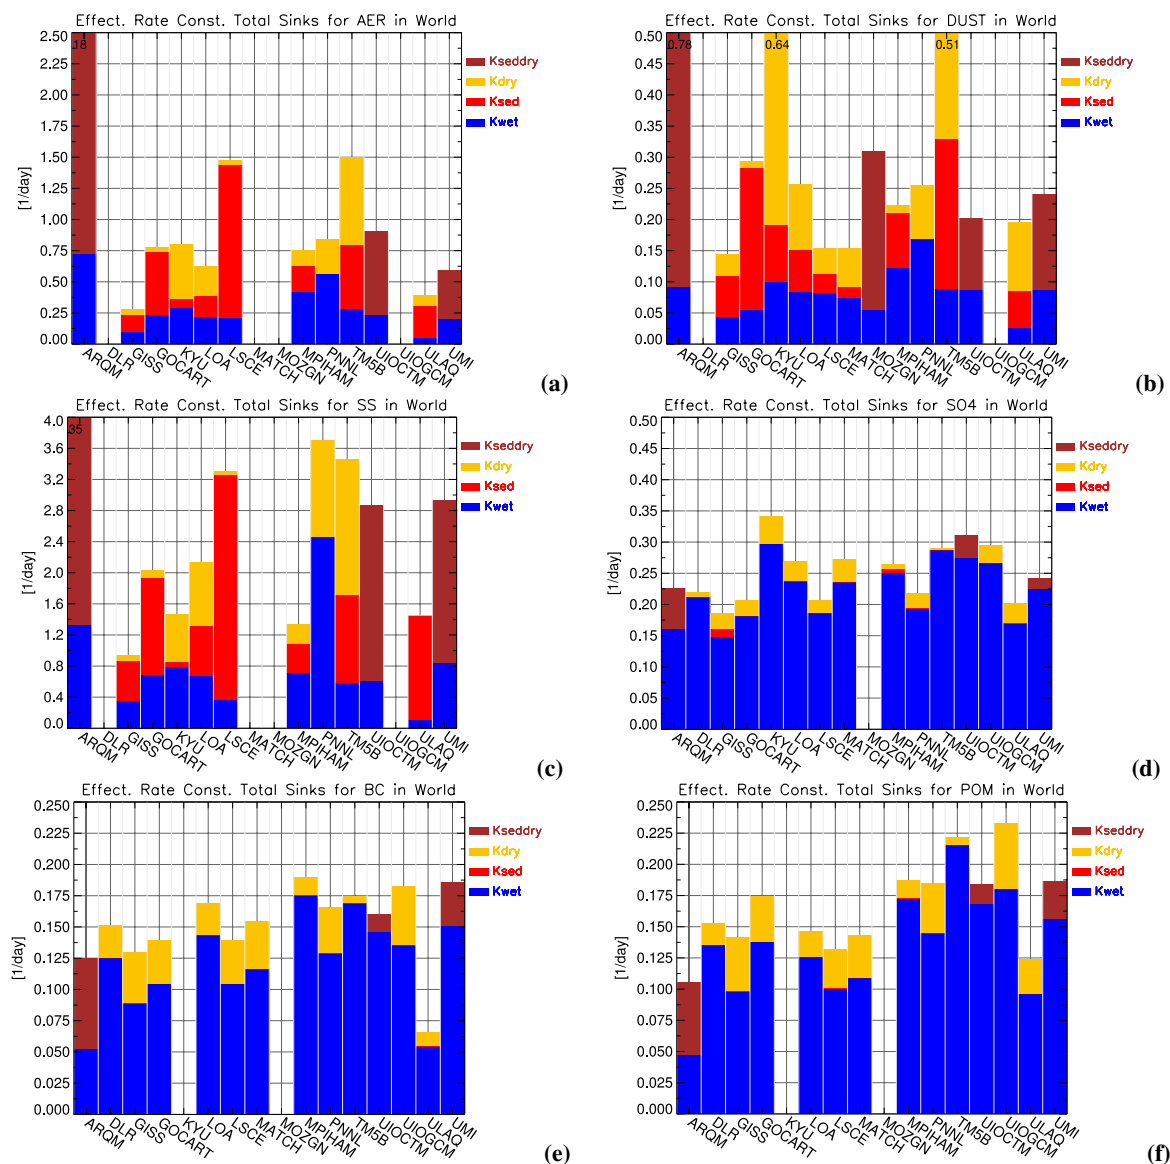 Effect. Rate Const. Total Sinks for AER in World
2.50
2.25
2.00
1.75
1.50
1.25
1.00
0.75
0.50
0.25
0.00
[1/day]
18
Kseddry
Kdry
Ksed
Kwet
ARQM
DLR
GISS
GOCART
KYU
LOA
LSCE
MATCH
MOZGN
MPIHAM
PNNL
TM5B
UIOCTM
UIOGCM
ULAQ
UMI
(a)
Effect. Rate Const. Total Sinks for DUST in World
0.50
0.45
0.40
0.35
0.30
0.25
0.20
0.15
0.10
0.05
0.00
[1/day]
0.78
0.64
0.51
Kseddry
Kdry
Ksed
Kwet
ARQM
DLR
GISS
GOCART
KYU
LOA
LSCE
MATCH
MOZGN
MPIHAM
PNNL
TM5B
UIOCTM
UIOGCM
ULAQ
UMI
(b)
Effect. Rate Const. Total Sinks for SS in World
4.0
3.6
3.2
2.8
2.4
2.0
1.6
1.2
0.8
0.4
0.0
[1/day]
35
Kseddry
Kdry
Ksed
Kwet
ARQM
DLR
GISS
GOCART
KYU
LOA
LSCE
MATCH
MOZGN
MPIHAM
PNNL
TM5B
UIOCTM
UIOGCM
ULAQ
UMI
(c)
Effect. Rate Const. Total Sinks for SO4 in World
0.50
0.45
0.40
0.35
0.30
0.25
0.20
0.15
0.10
0.05
0.00
[1/day]
Kseddry
Kdry
Ksed
Kwet
ARQM
DLR
GISS
GOCART
KYU
LOA
LSCE
MATCH
MOZGN
MPIHAM
PNNL
TM5B
UIOCTM
UIOGCM
ULAQ
UMI
(d)
Effect. Rate Const. Total Sinks for BC in World
0.250
0.225
0.200
0.175
0.150
0.125
0.100
0.075
0.050
0.025
0.000
[1/day]
Kseddry
Kdry
Ksed
Kwet
ARQM
DLR
GISS
GOCART
KYU
LOA
LSCE
MATCH
MOZGN
MPIHAM
PNNL
TM5B
UIOCTM
UIOGCM
ULAQ
UMI
(e)
Effect. Rate Const. Total Sinks for POM in World
0.250
0.225
0.200
0.175
0.150
0.125
0.100
0.075
0.050
0.025
0.000
[1/day]
Kseddry
Kdry
Ksed
Kwet
ARQM
DLR
GISS
GOCART
KYU
LOA
LSCE
MATCH
MOZGN
MPIHAM
PNNL
TM5B
UIOCTM
UIOGCM
ULAQ
UMI
(f)